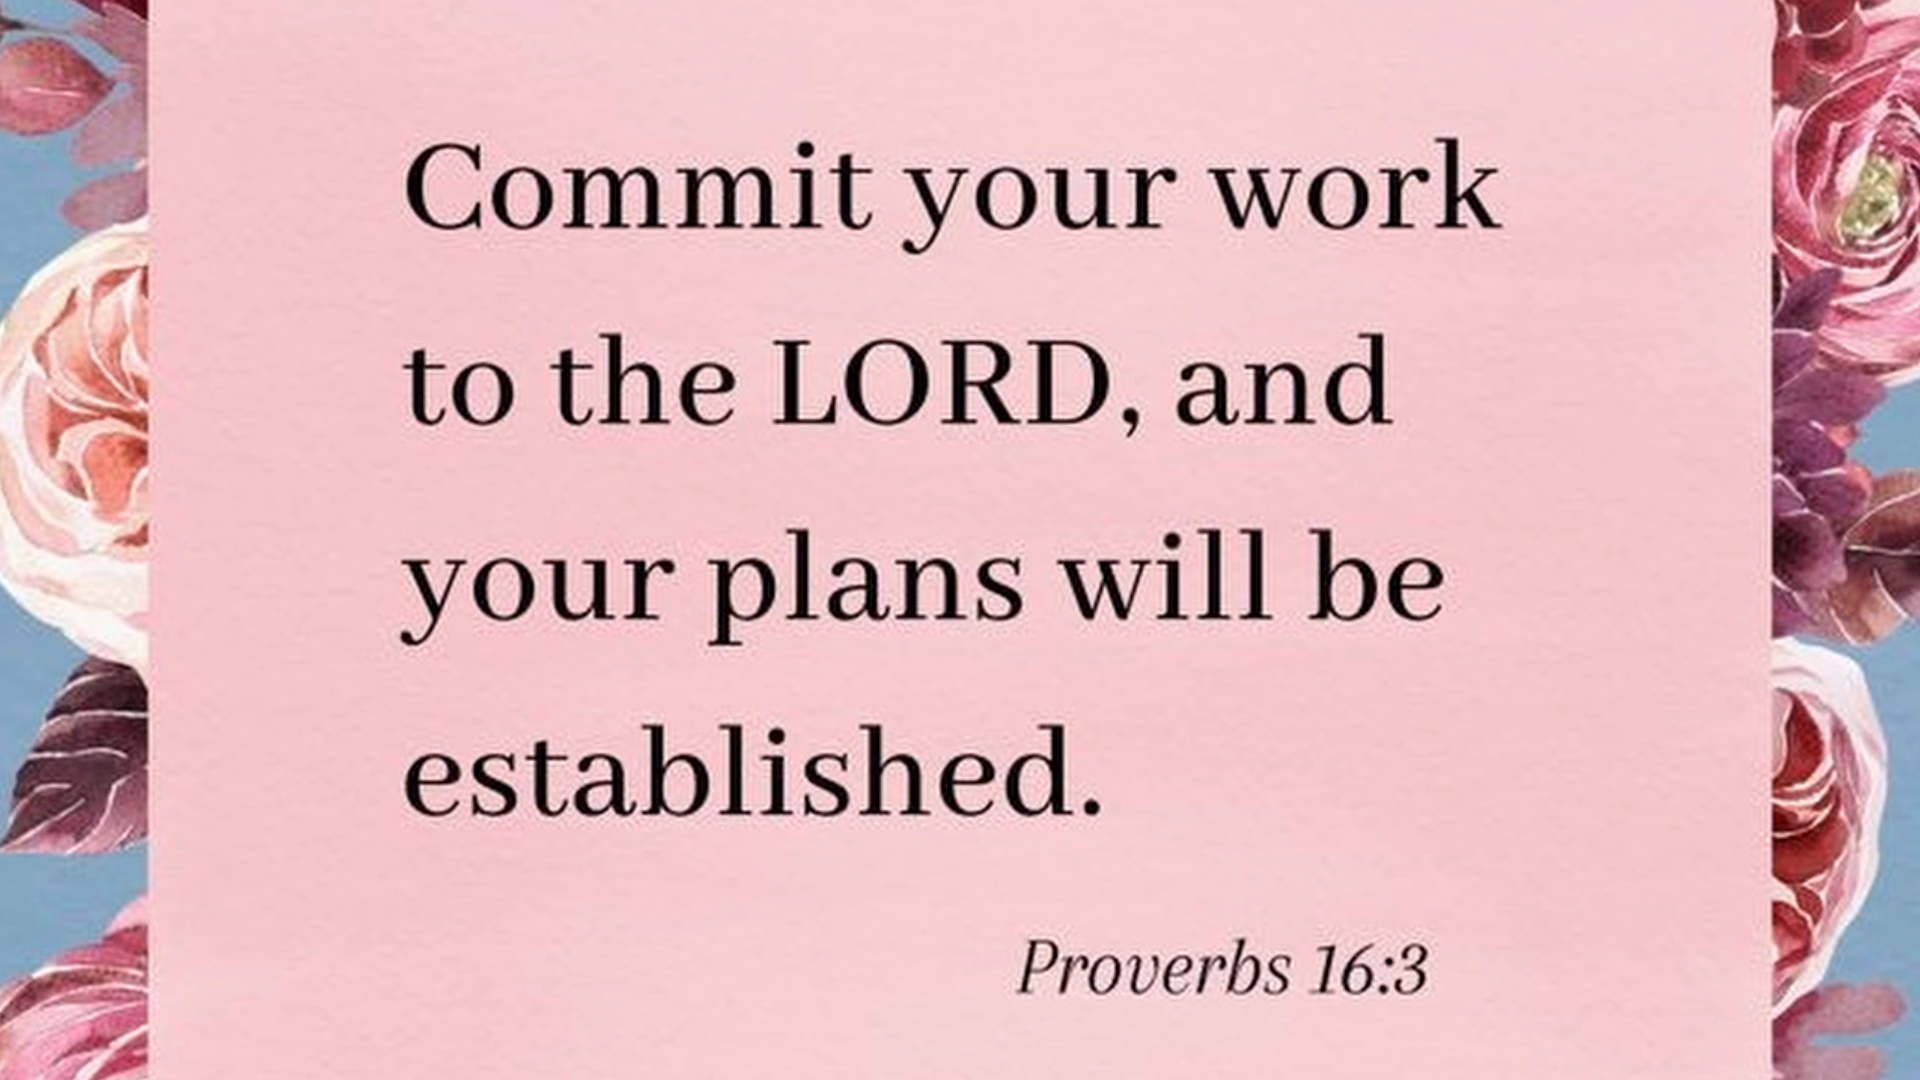 Commit your work
to the LORD, and
your plans will be
established.
Proverbs 16:3